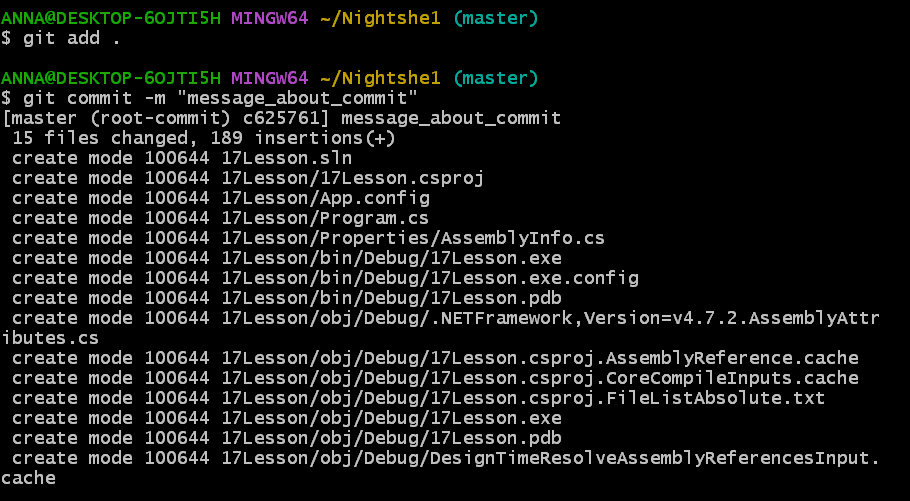 ANNA@DESKTOP-6OJTI5H MINGW64 ~/Nightshe1 (master)
$ git add .
ANNA@DESKTOP-6OJTI5H MINGW64 ~/Nightshe1 (master)
$ git commit -m "message_about_commit"
[master (root-commit) c625761] message_about_commit
 15 files changed, 189 insertions(+)
 create mode 100644 17Lesson.sln
 create mode 100644 17Lesson/17Lesson.csproj
 create mode 100644 17Lesson/App.config
 create mode 100644 17Lesson/Program.cs
 create mode 100644 17Lesson/Properties/AssemblyInfo.cs
 create mode 100644 17Lesson/bin/Debug/17Lesson.exe
 create mode 100644 17Lesson/bin/Debug/17Lesson.exe.config
 create mode 100644 17Lesson/bin/Debug/17Lesson.pdb
 create mode 100644 17Lesson/obj/Debug/.NETFramework,Version=v4.7.2.AssemblyAttr
ibutes.cs
 create mode 100644 17Lesson/obj/Debug/17Lesson.csproj.AssemblyReference.cache
 create mode 100644 17Lesson/obj/Debug/17Lesson.csproj.CoreCompileInputs.cache
 create mode 100644 17Lesson/obj/Debug/17Lesson.csproj.FileListAbsolute.txt
 create mode 100644 17Lesson/obj/Debug/17Lesson.exe
 create mode 100644 17Lesson/obj/Debug/17Lesson.pdb
 create mode 100644 17Lesson/obj/Debug/DesignTimeResolveAssemblyReferencesInput.
cache